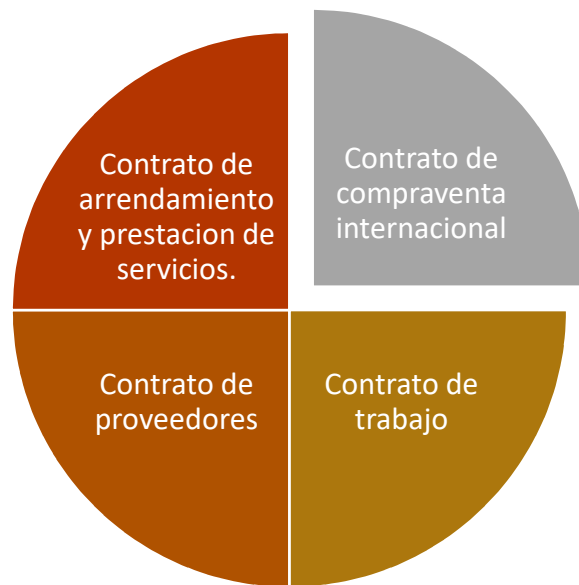 Contrato de
arrendamiento
y prestacion de
servicios.
Contrato de
compraventa
internacional
Contrato de
proveedores
Contrato de
trabajo